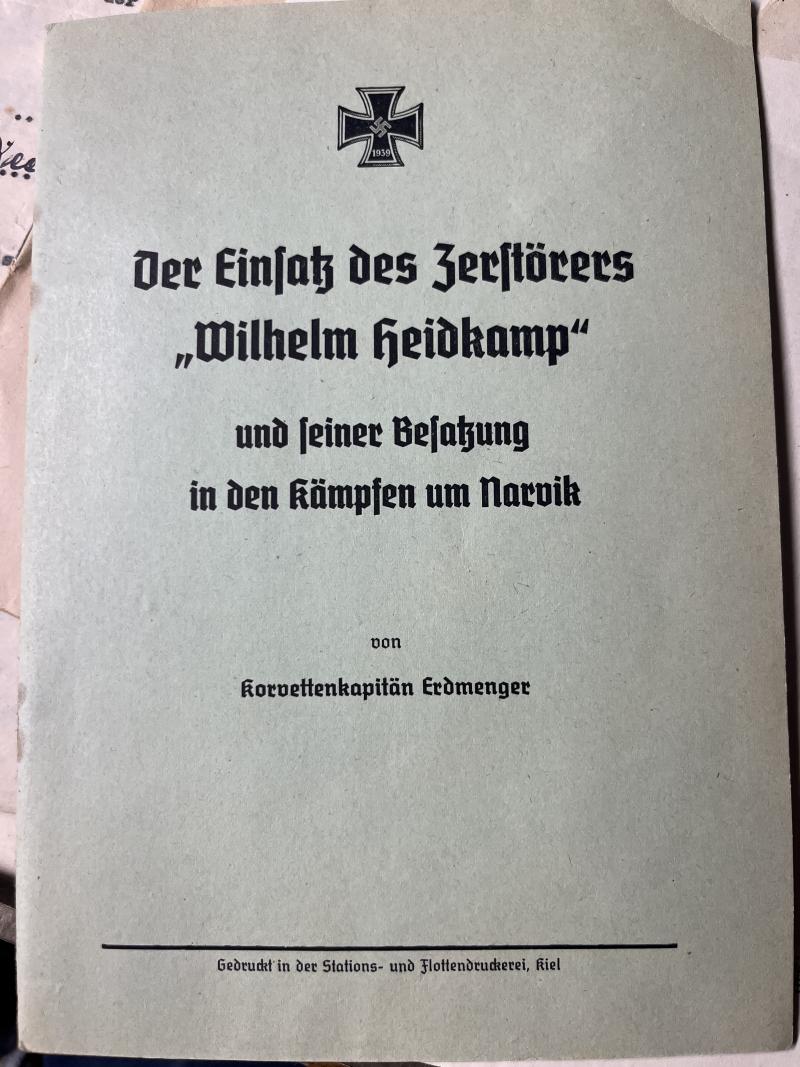 1939
Der Einsatz des Zerstörers
„Wilhelm Heidkamp“
und seiner Besatzung
in den Kämpfen um Narvik
von
Korvettenkapitän Erdmenger
Gedruckt in der Stations- und Flottendruckerei, Kiel